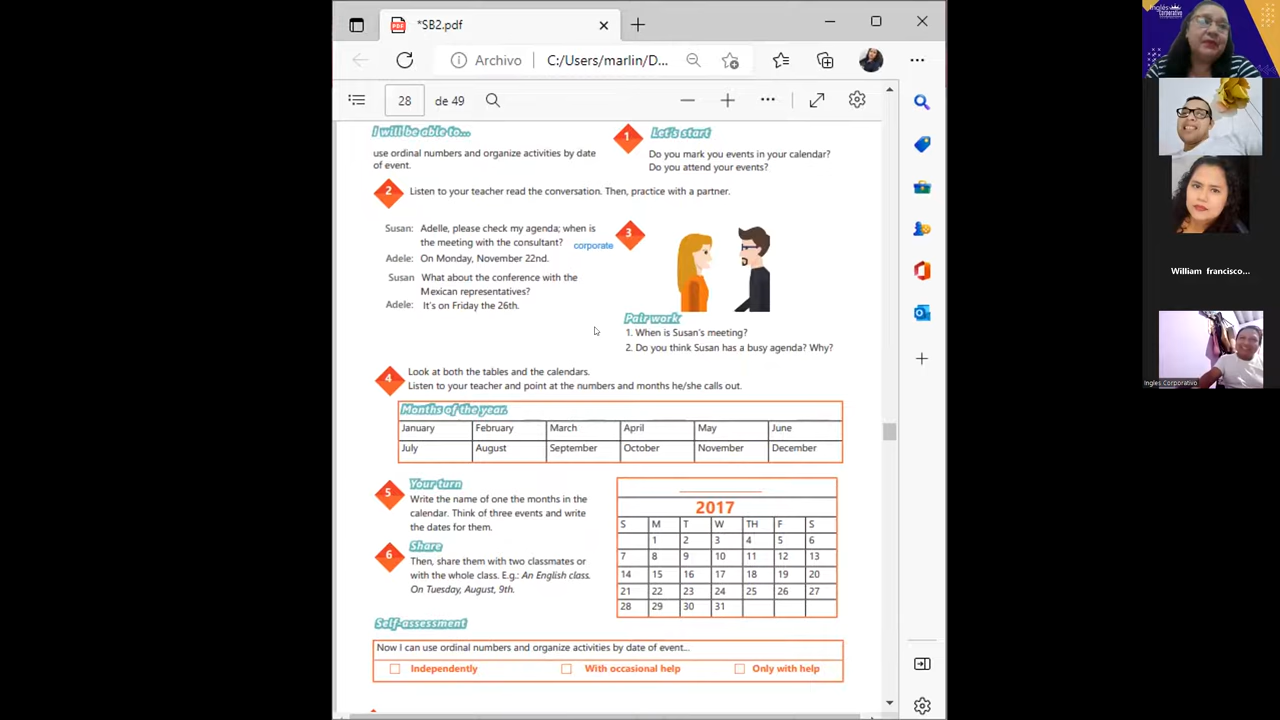 *SB2.pdf
Archivo
C:/Users/marlin/D...
28
de 49
I will be able to...
use ordinal numbers and organize activities by date
of event.
1
Let's start
Do you mark you events in your calendar?
Do you attend your events?
2
Listen to your teacher read the conversation. Then, practice with a partner.
Susan: Adelle, please check my agenda; when is
the meeting with the consultant?
corporate
Adele: On Monday, November 22nd.
Susan What about the conference with the
Mexican representatives?
Adele: It's on Friday the 26th.
3
Pair work
1. When is Susan's meeting?
2. Do you think Susan has a busy agenda? Why?
4
Look at both the tables and the calendars.
Listen to your teacher and point at the numbers and months he/she calls out.
Months of the year.
January February March April May June
July August September October November December
5
Your turn
Write the name of one the months in the
calendar. Think of three events and write
the dates for them.
6
Share
Then, share them with two classmates or
with the whole class. E.g.: An English class.
On Tuesday, August, 9th.
2017
S M T W TH F S
1 2 3 4 5 6
7 8 9 10 11 12 13
14 15 16 17 18 19 20
21 22 23 24 25 26 27
28 29 30 31
Self-assessment
Now I can use ordinal numbers and organize activities by date of event...
Independently With occasional help Only with help
Inglés
Corporativo
William francisco...
Ingles Corporativo